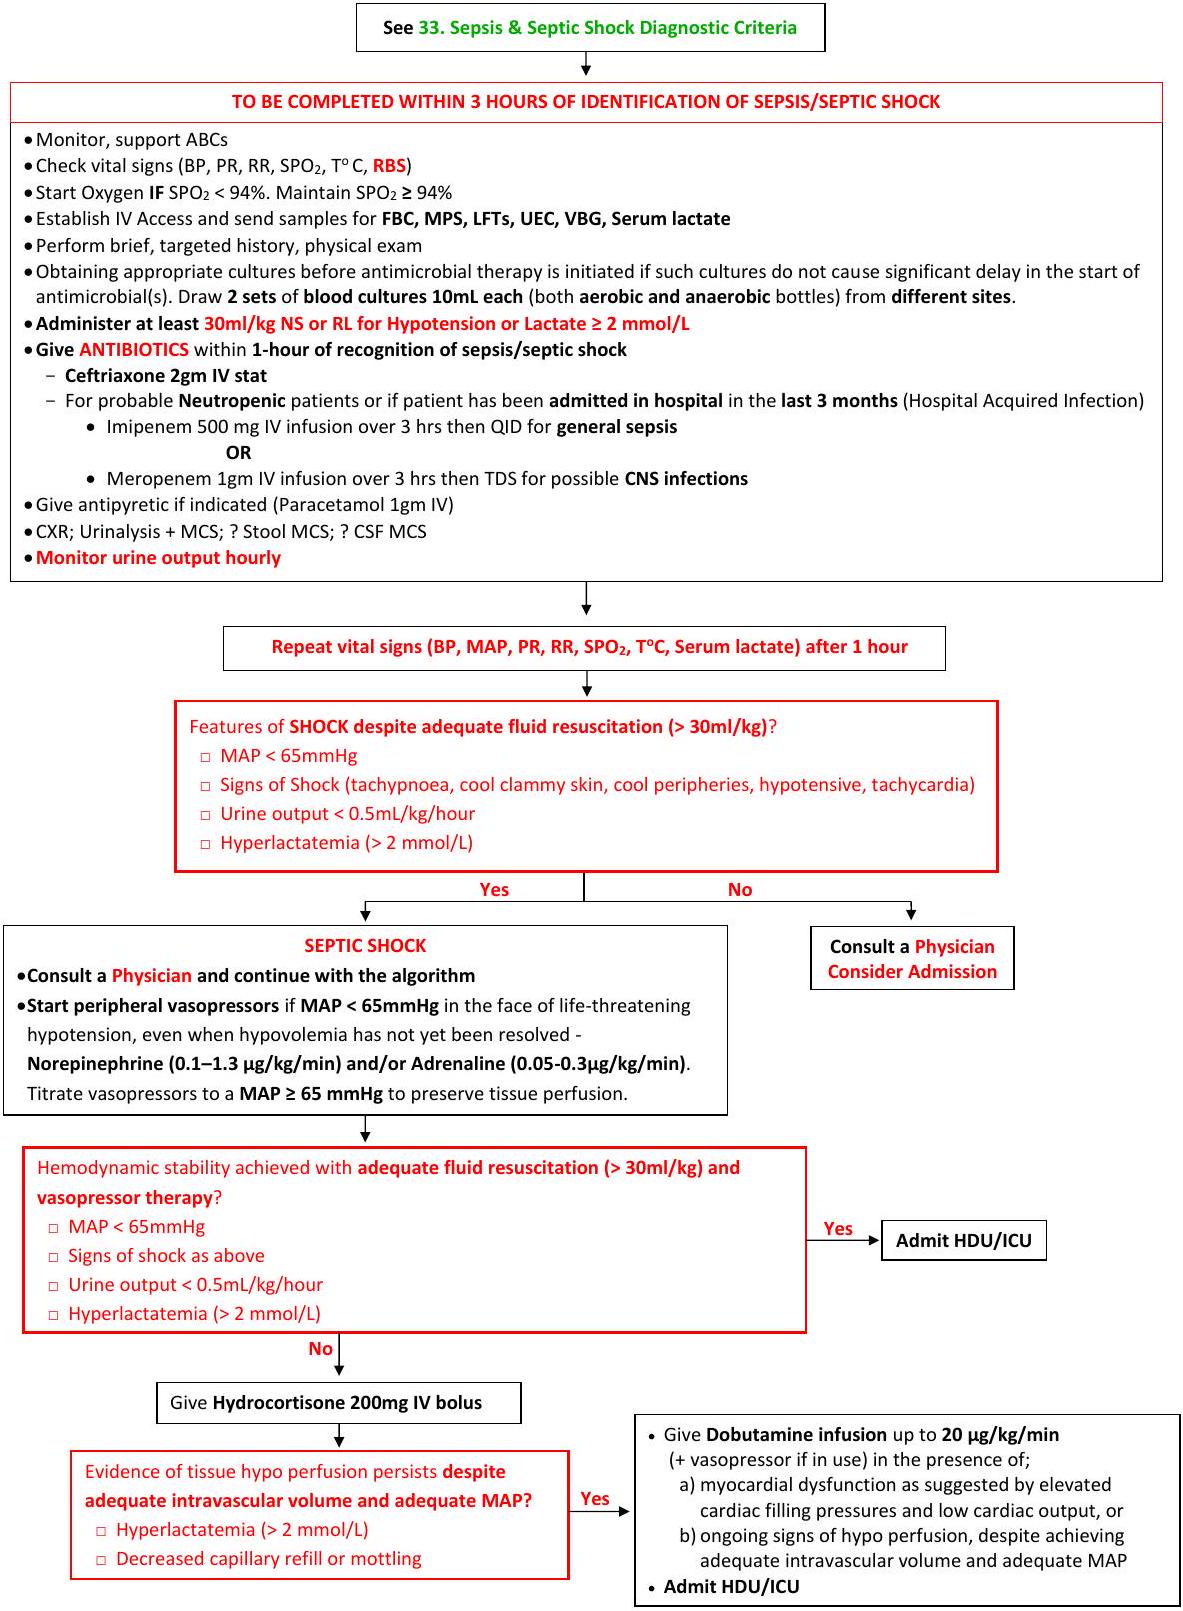 See 33. Sepsis & Septic Shock Diagnostic Criteria
TO BE COMPLETED WITHIN 3 HOURS OF IDENTIFICATION OF SEPSIS/SEPTIC SHOCK
• Monitor, support ABCs
• Check vital signs (BP, PR, RR, SPO₂, Tº C, RBS)
• Start Oxygen IF SPO₂ < 94%. Maintain SPO₂ ≥ 94%
• Establish IV Access and send samples for FBC, MPS, LFTs, UEC, VBG, Serum lactate
• Perform brief, targeted history, physical exam
• Obtaining appropriate cultures before antimicrobial therapy is initiated if such cultures do not cause significant delay in the start of
antimicrobial(s). Draw 2 sets of blood cultures 10mL each (both aerobic and anaerobic bottles) from different sites.
• Administer at least 30ml/kg NS or RL for Hypotension or Lactate ≥ 2 mmol/L
• Give ANTIBIOTICS within 1-hour of recognition of sepsis/septic shock
− Ceftriaxone 2gm IV stat
− For probable Neutropenic patients or if patient has been admitted in hospital in the last 3 months (Hospital Acquired Infection)
• Imipenem 500 mg IV infusion over 3 hrs then QID for general sepsis
OR
• Meropenem 1gm IV infusion over 3 hrs then TDS for possible CNS infections
• Give antipyretic if indicated (Paracetamol 1gm IV)
• CXR; Urinalysis + MCS; ? Stool MCS; ? CSF MCS
• Monitor urine output hourly
Repeat vital signs (BP, MAP, PR, RR, SPO₂, TºC, Serum lactate) after 1 hour
Features of SHOCK despite adequate fluid resuscitation (> 30ml/kg)?
□ MAP < 65mmHg
□ Signs of Shock (tachypnoea, cool clammy skin, cool peripheries, hypotensive, tachycardia)
□ Urine output < 0.5mL/kg/hour
□ Hyperlactatemia (> 2 mmol/L)
Yes
No
SEPTIC SHOCK
• Consult a Physician and continue with the algorithm
• Start peripheral vasopressors if MAP < 65mmHg in the face of life-threatening
hypotension, even when hypovolemia has not yet been resolved -
Norepinephrine (0.1–1.3 µg/kg/min) and/or Adrenaline (0.05-0.3µg/kg/min).
Titrate vasopressors to a MAP ≥ 65 mmHg to preserve tissue perfusion.
Consult a Physician
Consider Admission
Hemodynamic stability achieved with adequate fluid resuscitation (> 30ml/kg) and
vasopressor therapy?
□ MAP < 65mmHg
□ Signs of shock as above
□ Urine output < 0.5mL/kg/hour
□ Hyperlactatemia (> 2 mmol/L)
Yes
Admit HDU/ICU
No
Give Hydrocortisone 200mg IV bolus
Evidence of tissue hypo perfusion persists despite
adequate intravascular volume and adequate MAP?
□ Hyperlactatemia (> 2 mmol/L)
□ Decreased capillary refill or mottling
Yes
• Give Dobutamine infusion up to 20 µg/kg/min
(+ vasopressor if in use) in the presence of;
a) myocardial dysfunction as suggested by elevated
cardiac filling pressures and low cardiac output, or
b) ongoing signs of hypo perfusion, despite achieving
adequate intravascular volume and adequate MAP
• Admit HDU/ICU